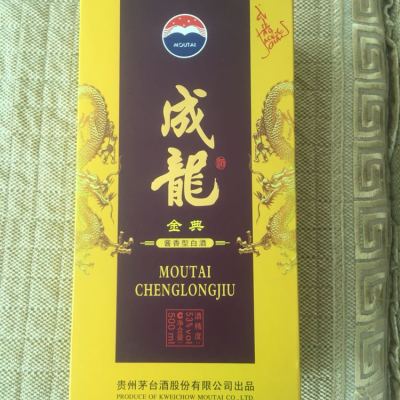 MOUTAI
成龍
酒
金典
酱香型白酒
MOUTAI
CHENGLONGJIU
酒精度:
53%vol
净含量:
500ml
贵州茅台酒股份有限公司出品
PRODUCE OF KWEICHOW MOUTAI CO., LTD.